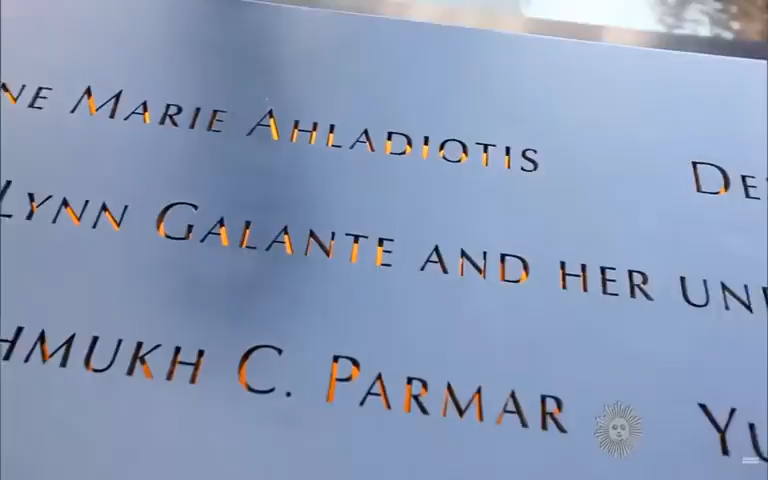 NE MARIE AHLADIOTIS DE
LYNN GALANTE AND HER UN
HMUKH C. PARMAR YU